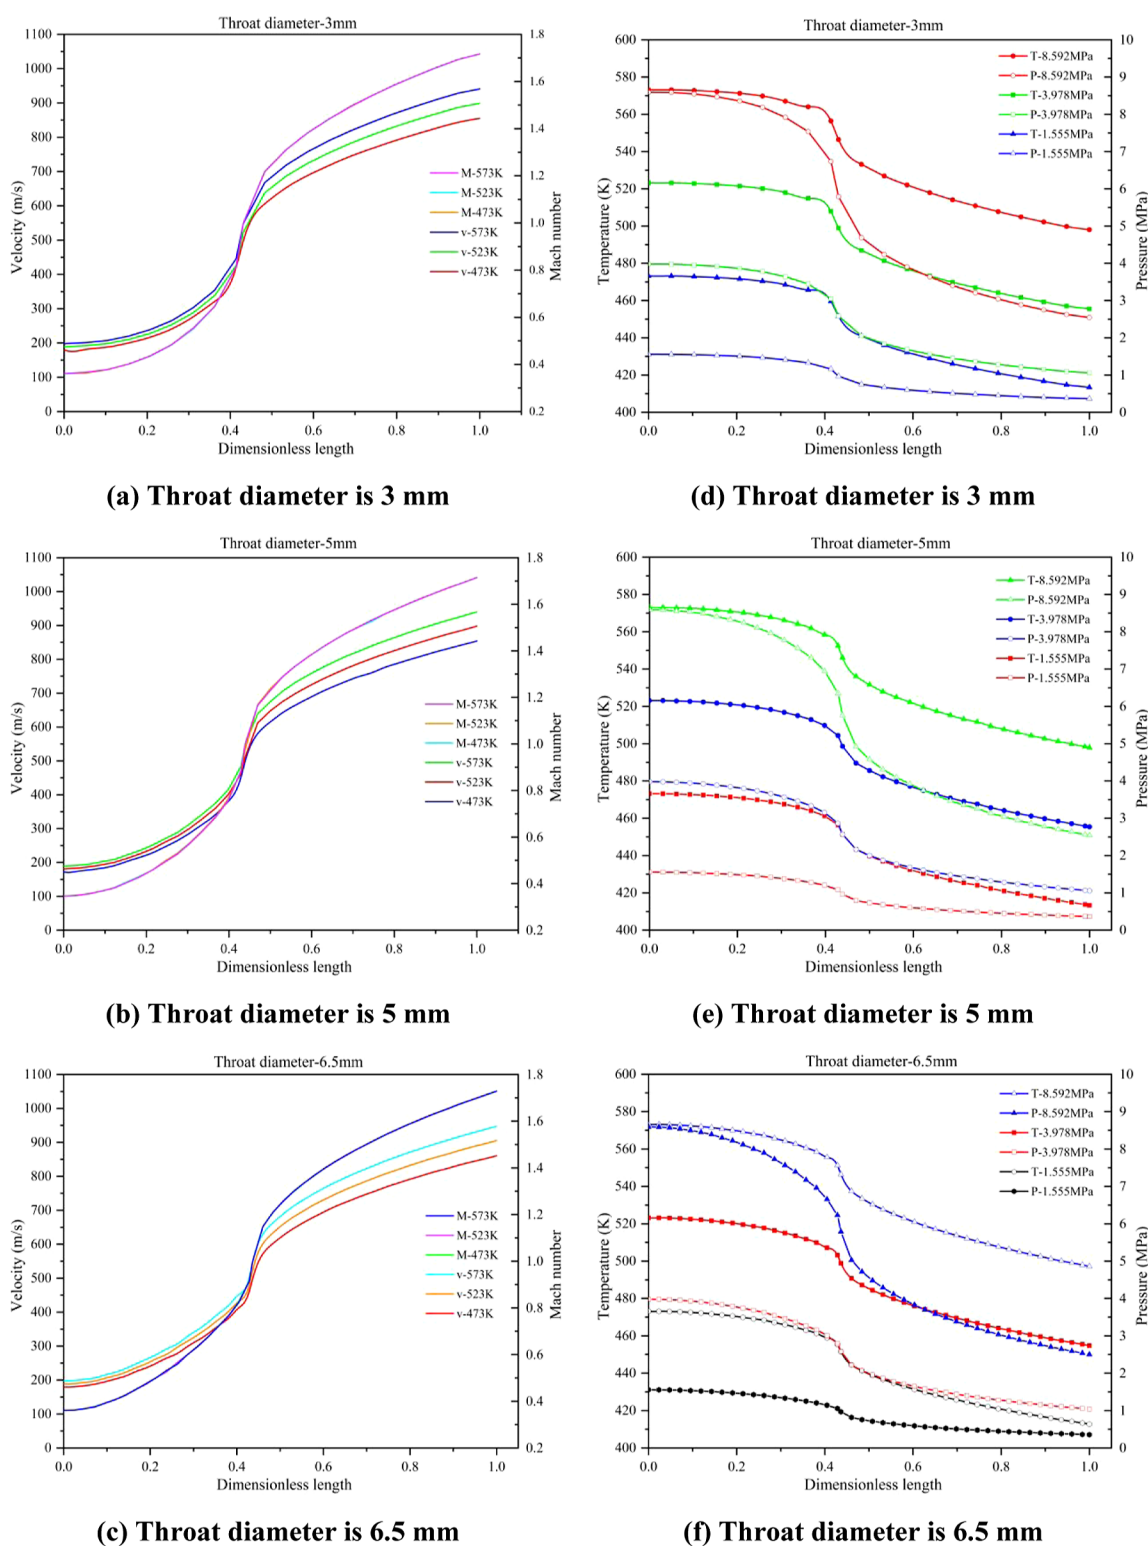 Throat diameter-3mm
1100
1000
900
800
700
600
500
400
300
200
100
0
Velocity (m/s)
1.8
1.6
1.4
1.2
1.0
0.8
0.6
0.4
0.2
Mach number
M-573K
M-523K
M-473K
v-573K
v-523K
v-473K
0.0 0.2 0.4 0.6 0.8 1.0
Dimensionless length
(a) Throat diameter is 3 mm
Throat diameter-3mm
600
580
560
540
520
500
480
460
440
420
400
Temperature (K)
10
9
8
7
6
5
4
3
2
1
0
Pressure (MPa)
T-8.592MPa
P-8.592MPa
T-3.978MPa
P-3.978MPa
T-1.555MPa
P-1.555MPa
0.0 0.2 0.4 0.6 0.8 1.0
Dimensionless length
(d) Throat diameter is 3 mm
Throat diameter-5mm
1100
1000
900
800
700
600
500
400
300
200
100
0
Velocity (m/s)
1.8
1.6
1.4
1.2
1.0
0.8
0.6
0.4
0.2
Mach number
M-573K
M-523K
M-473K
v-573K
v-523K
v-473K
0.0 0.2 0.4 0.6 0.8 1.0
Dimensionless length
(b) Throat diameter is 5 mm
Throat diameter-5mm
600
580
560
540
520
500
480
460
440
420
400
Temperature (K)
10
9
8
7
6
5
4
3
2
1
0
Pressure (MPa)
T-8.592MPa
P-8.592MPa
T-3.978MPa
P-3.978MPa
T-1.555MPa
P-1.555MPa
0.0 0.2 0.4 0.6 0.8 1.0
Dimensionless length
(e) Throat diameter is 5 mm
Throat diameter-6.5mm
1100
1000
900
800
700
600
500
400
300
200
100
0
Velocity (m/s)
1.8
1.6
1.4
1.2
1.0
0.8
0.6
0.4
0.2
Mach number
M-573K
M-523K
M-473K
v-573K
v-523K
v-473K
0.0 0.2 0.4 0.6 0.8 1.0
Dimensionless length
(c) Throat diameter is 6.5 mm
Throat diameter-6.5mm
600
580
560
540
520
500
480
460
440
420
400
Temperature (K)
10
9
8
7
6
5
4
3
2
1
0
Pressure (MPa)
T-8.592MPa
P-8.592MPa
T-3.978MPa
P-3.978MPa
T-1.555MPa
P-1.555MPa
0.0 0.2 0.4 0.6 0.8 1.0
Dimensionless length
(f) Throat diameter is 6.5 mm